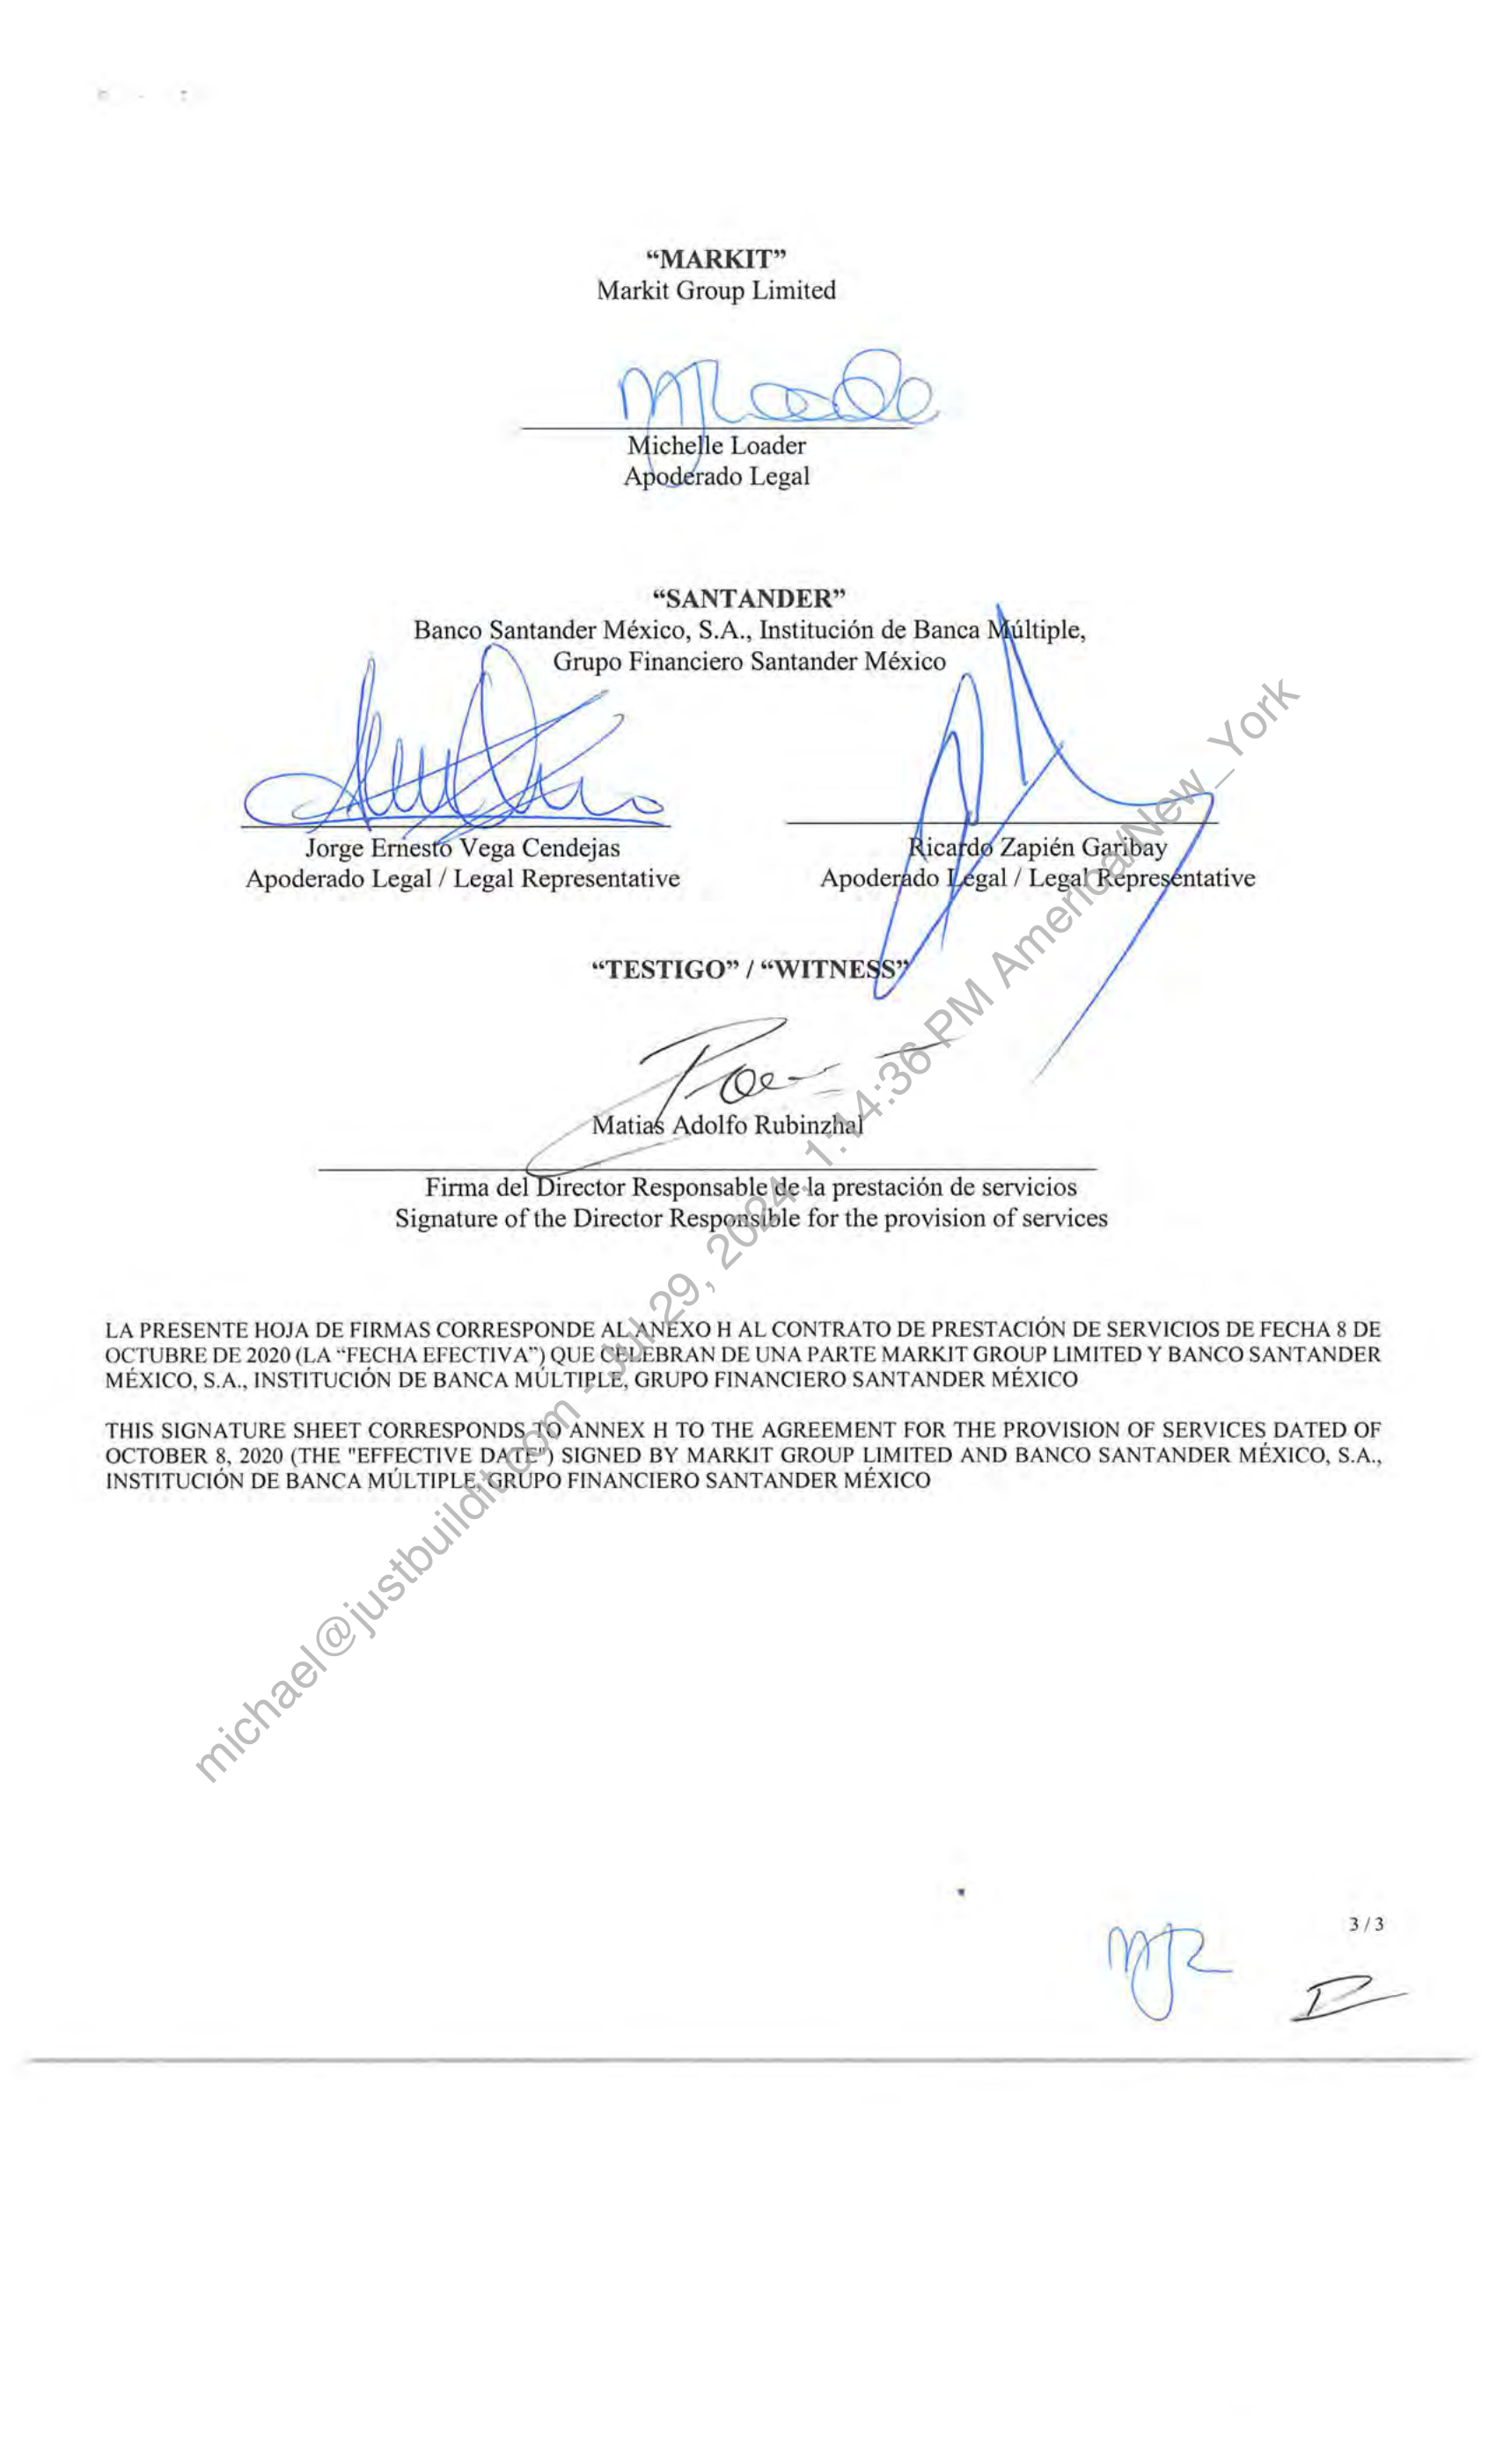 “MARKIT”
Markit Group Limited
Michelle Loader
Apoderado Legal
“SANTANDER”
Banco Santander México, S.A., Institución de Banca Múltiple,
Grupo Financiero Santander México
Jorge Ernesto Vega Cendejas
Apoderado Legal / Legal Representative
Ricardo Zapién Garibay
Apoderado Legal / Legal Representative
“TESTIGO” / “WITNESS”
Matias Adolfo Rubinzhal
Firma del Director Responsable de la prestación de servicios
Signature of the Director Responsible for the provision of services
LA PRESENTE HOJA DE FIRMAS CORRESPONDE AL ANEXO H AL CONTRATO DE PRESTACIÓN DE SERVICIOS DE FECHA 8 DE
OCTUBRE DE 2020 (LA “FECHA EFECTIVA”) QUE CELEBRAN DE UNA PARTE MARKIT GROUP LIMITED Y BANCO SANTANDER
MÉXICO, S.A., INSTITUCIÓN DE BANCA MÚLTIPLE, GRUPO FINANCIERO SANTANDER MÉXICO
THIS SIGNATURE SHEET CORRESPONDS TO ANNEX H TO THE AGREEMENT FOR THE PROVISION OF SERVICES DATED OF
OCTOBER 8, 2020 (THE "EFFECTIVE DATE") SIGNED BY MARKIT GROUP LIMITED AND BANCO SANTANDER MÉXICO, S.A.,
INSTITUCIÓN DE BANCA MÚLTIPLE, GRUPO FINANCIERO SANTANDER MÉXICO
michael@justbuildit.com - Jul 29, 2024, 1:14:36 PM America/New_York
3 / 3